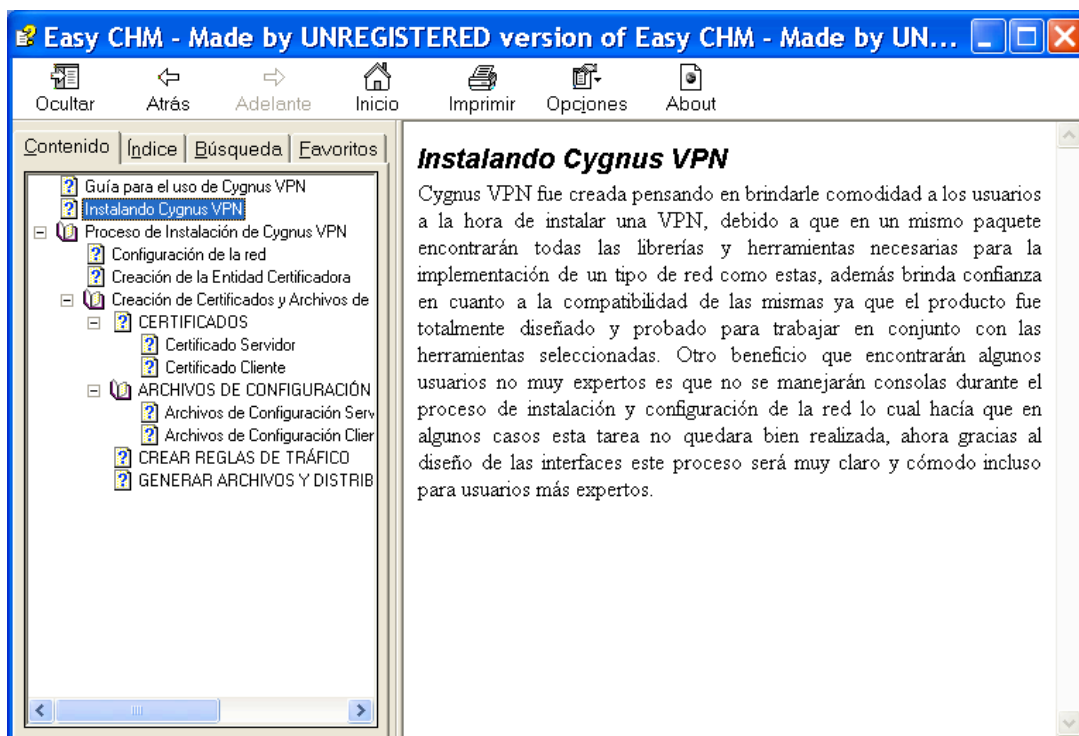 Easy CHM - Made by UNREGISTERED version of Easy CHM - Made by UN...
Ocultar Atrás Adelante Inicio Imprimir Opciones About
Contenido Índice Búsqueda Favoritos
Guía para el uso de Cygnus VPN
Instalando Cygnus VPN
Proceso de Instalación de Cygnus VPN
Configuración de la red
Creación de la Entidad Certificadora
Creación de Certificados y Archivos de
CERTIFICADOS
Certificado Servidor
Certificado Cliente
ARCHIVOS DE CONFIGURACIÓN
Archivos de Configuración Serv
Archivos de Configuración Clier
CREAR REGLAS DE TRÁFICO
GENERAR ARCHIVOS Y DISTRIB
Instalando Cygnus VPN
Cygnus VPN fue creada pensando en brindarle comodidad a los usuarios
a la hora de instalar una VPN, debido a que en un mismo paquete
encontrarán todas las librerías y herramientas necesarias para la
implementación de un tipo de red como estas, además brinda confianza
en cuanto a la compatibilidad de las mismas ya que el producto fue
totalmente diseñado y probado para trabajar en conjunto con las
herramientas seleccionadas. Otro beneficio que encontrarán algunos
usuarios no muy expertos es que no se manejarán consolas durante el
proceso de instalación y configuración de la red lo cual hacía que en
algunos casos esta tarea no quedara bien realizada, ahora gracias al
diseño de las interfaces este proceso será muy claro y cómodo incluso
para usuarios más expertos.